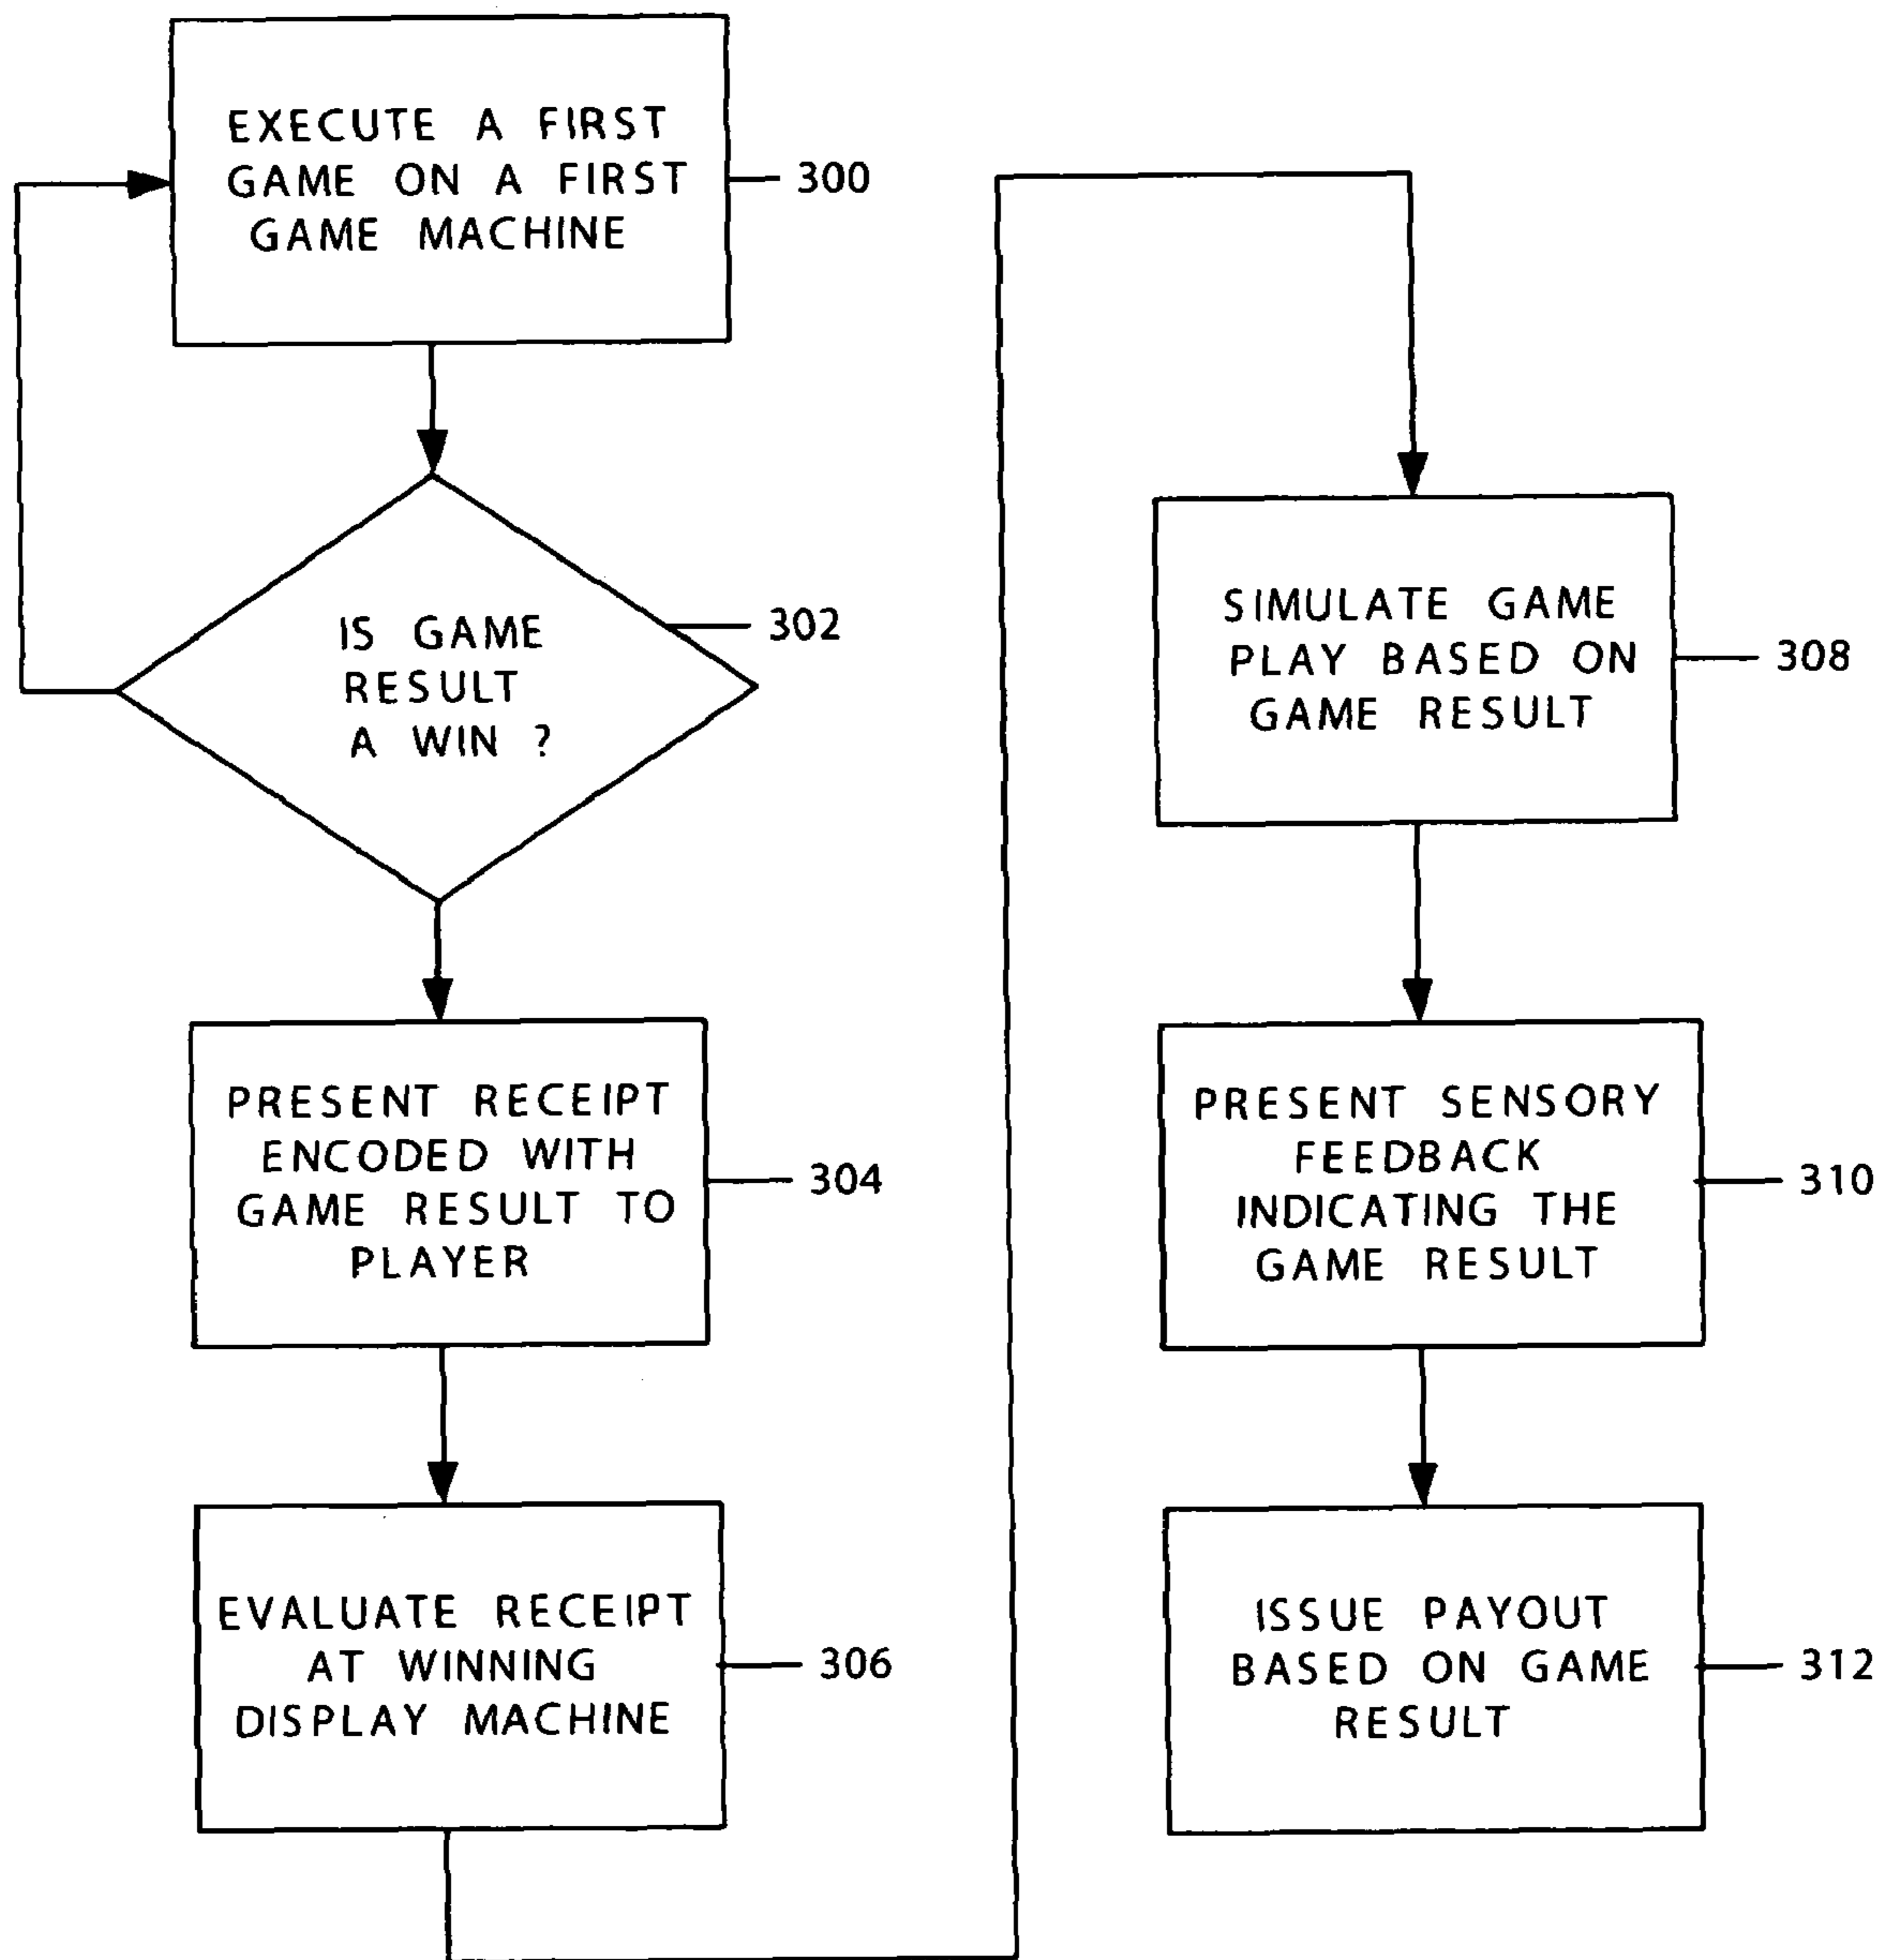 EXECUTE A FIRST
GAME ON A FIRST
GAME MACHINE
300
IS GAME
RESULT
A WIN ?
302
PRESENT RECEIPT
ENCODED WITH
GAME RESULT TO
PLAYER
304
EVALUATE RECEIPT
AT WINNING
DISPLAY MACHINE
306
SIMULATE GAME
PLAY BASED ON
GAME RESULT
308
PRESENT SENSORY
FEEDBACK
INDICATING THE
GAME RESULT
310
ISSUE PAYOUT
BASED ON GAME
RESULT
312